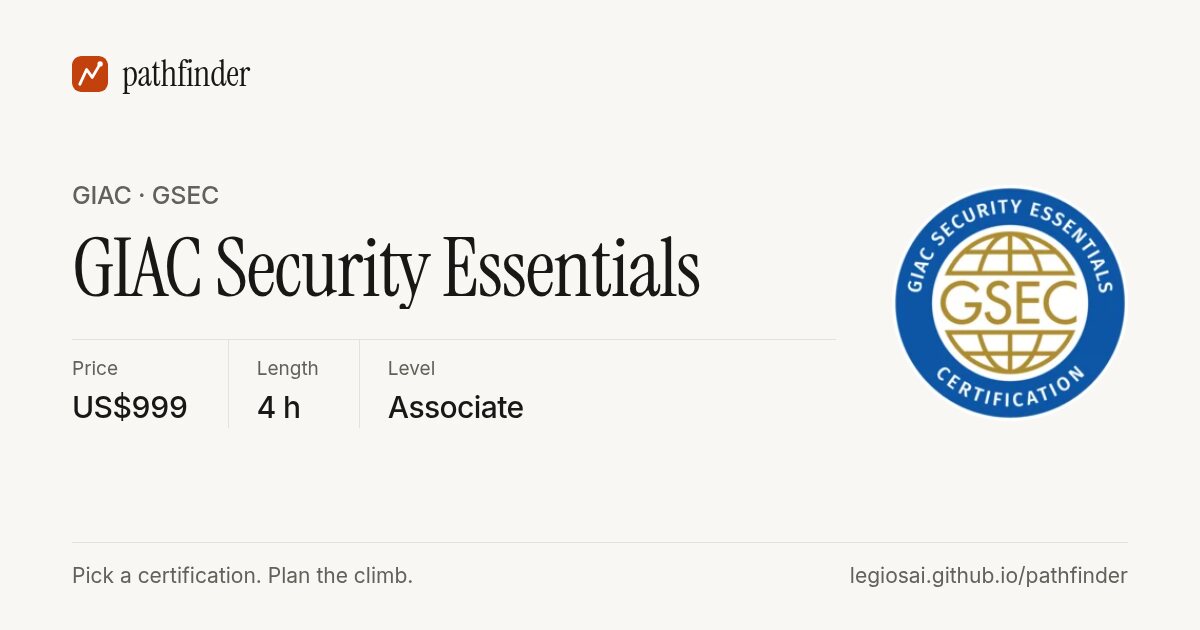 pathfinder
GIAC · GSEC
GIAC Security Essentials
Price
US$999
Length
4 h
Level
Associate
GIAC SECURITY ESSENTIALS
GSEC
CERTIFICATION
Pick a certification. Plan the climb.
legiosai.github.io/pathfinder